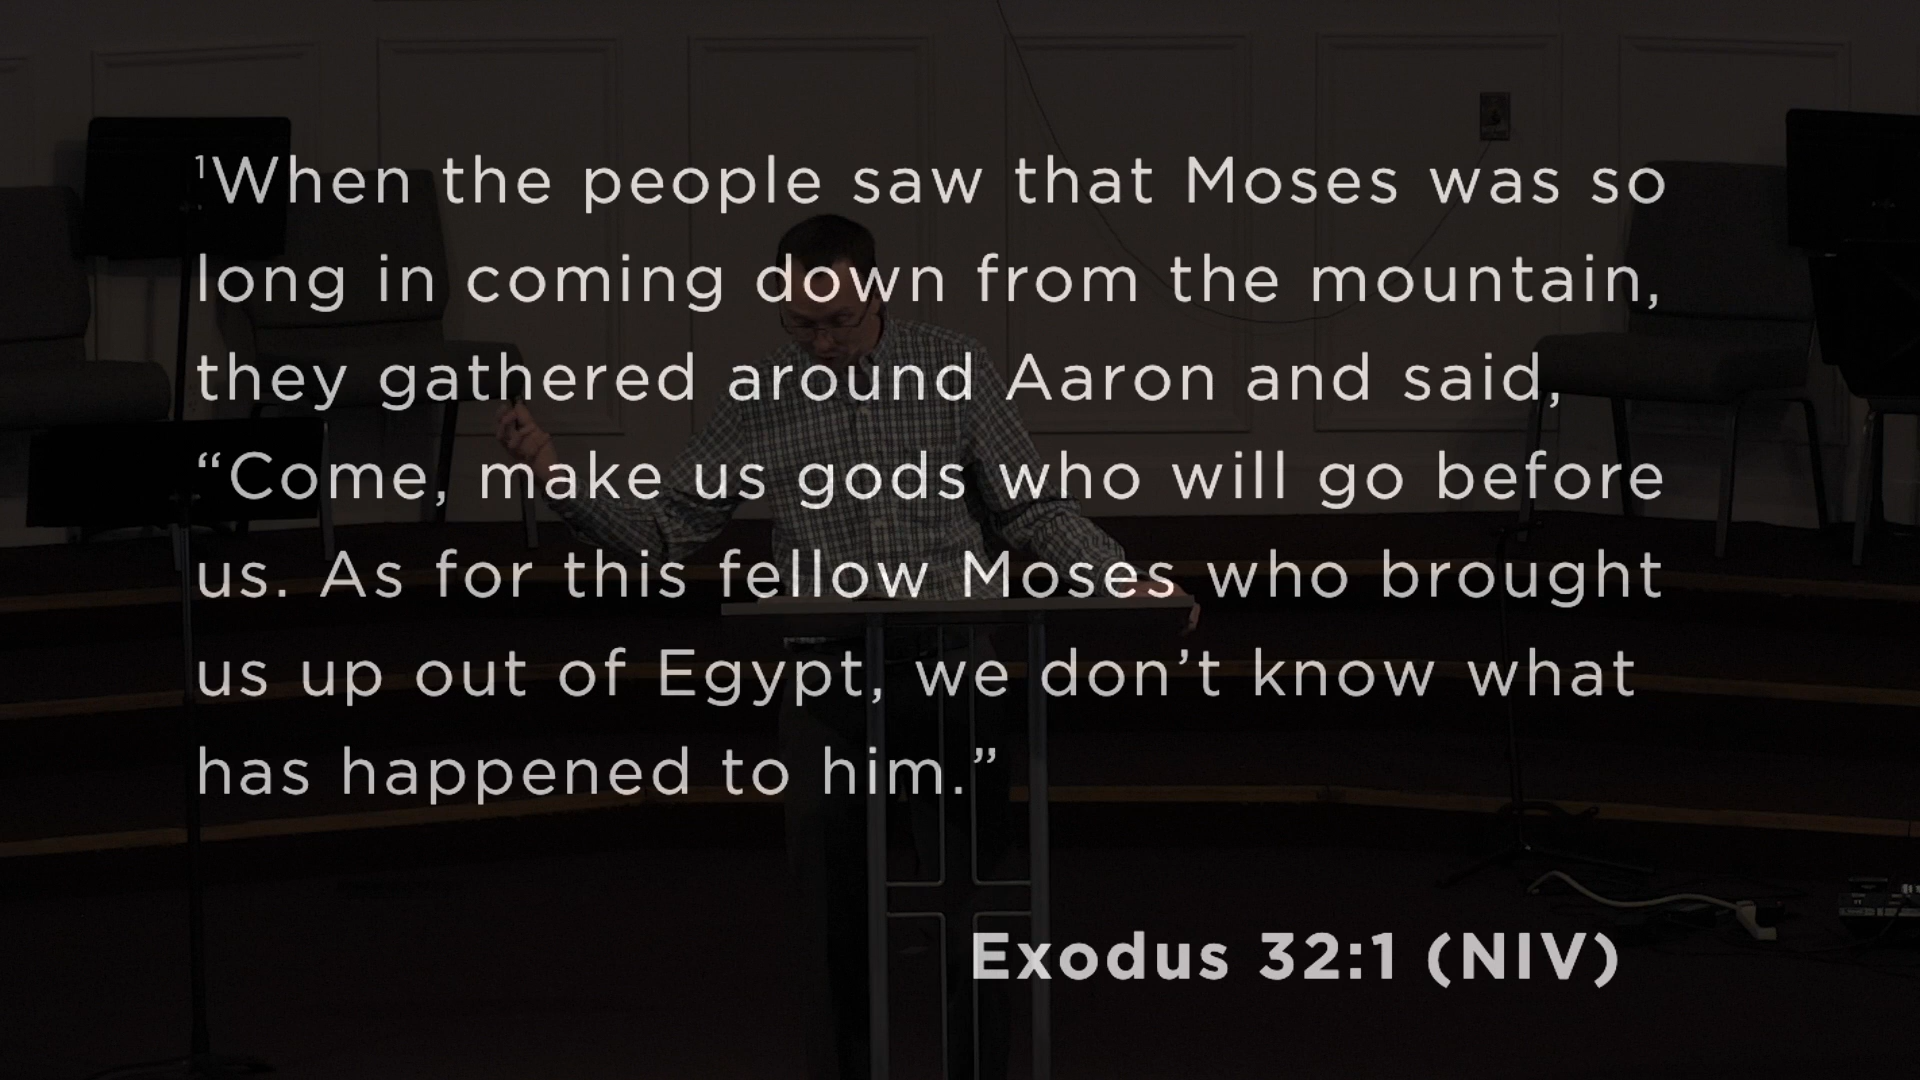 ¹When the people saw that Moses was so
long in coming down from the mountain,
they gathered around Aaron and said,
“Come, make us gods who will go before
us. As for this fellow Moses who brought
us up out of Egypt, we don’t know what
has happened to him.”
Exodus 32:1 (NIV)